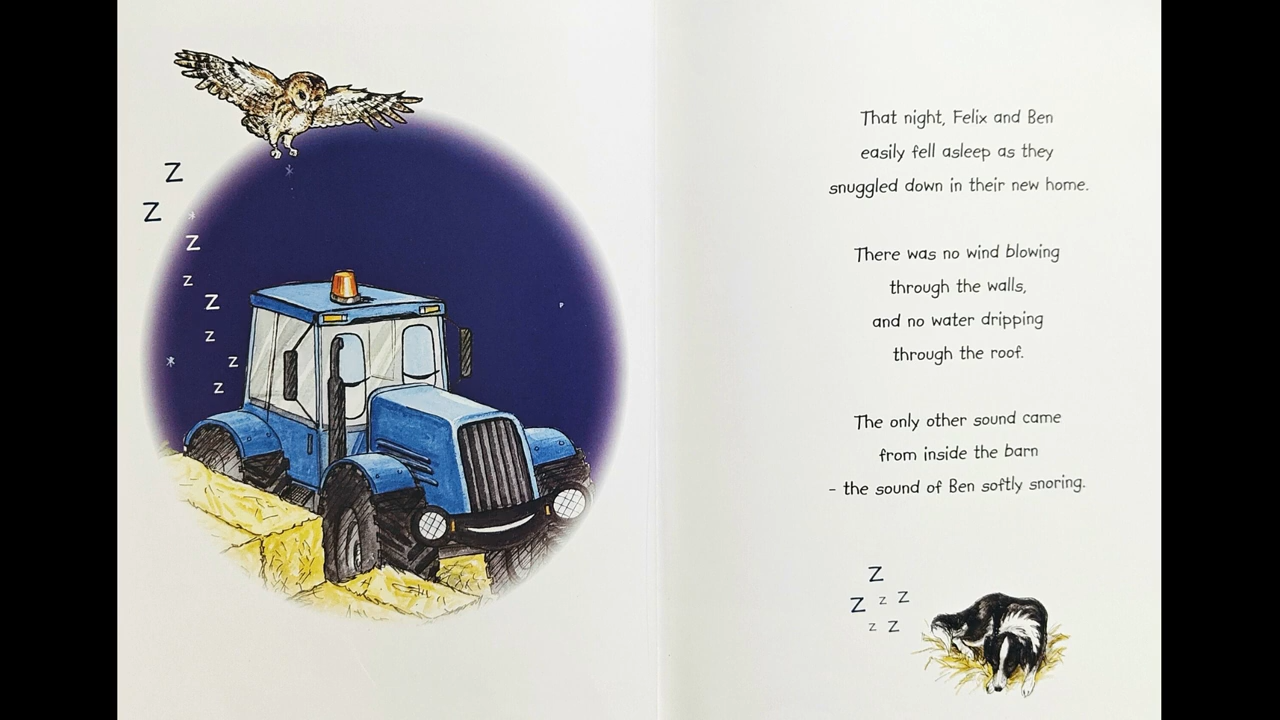 Z
Z
Z
Z
Z
Z
Z
Z
That night, Felix and Ben
easily fell asleep as they
snuggled down in their new home.
There was no wind blowing
through the walls,
and no water dripping
through the roof.
The only other sound came
from inside the barn
- the sound of Ben softly snoring.
Z
Z z Z
z Z